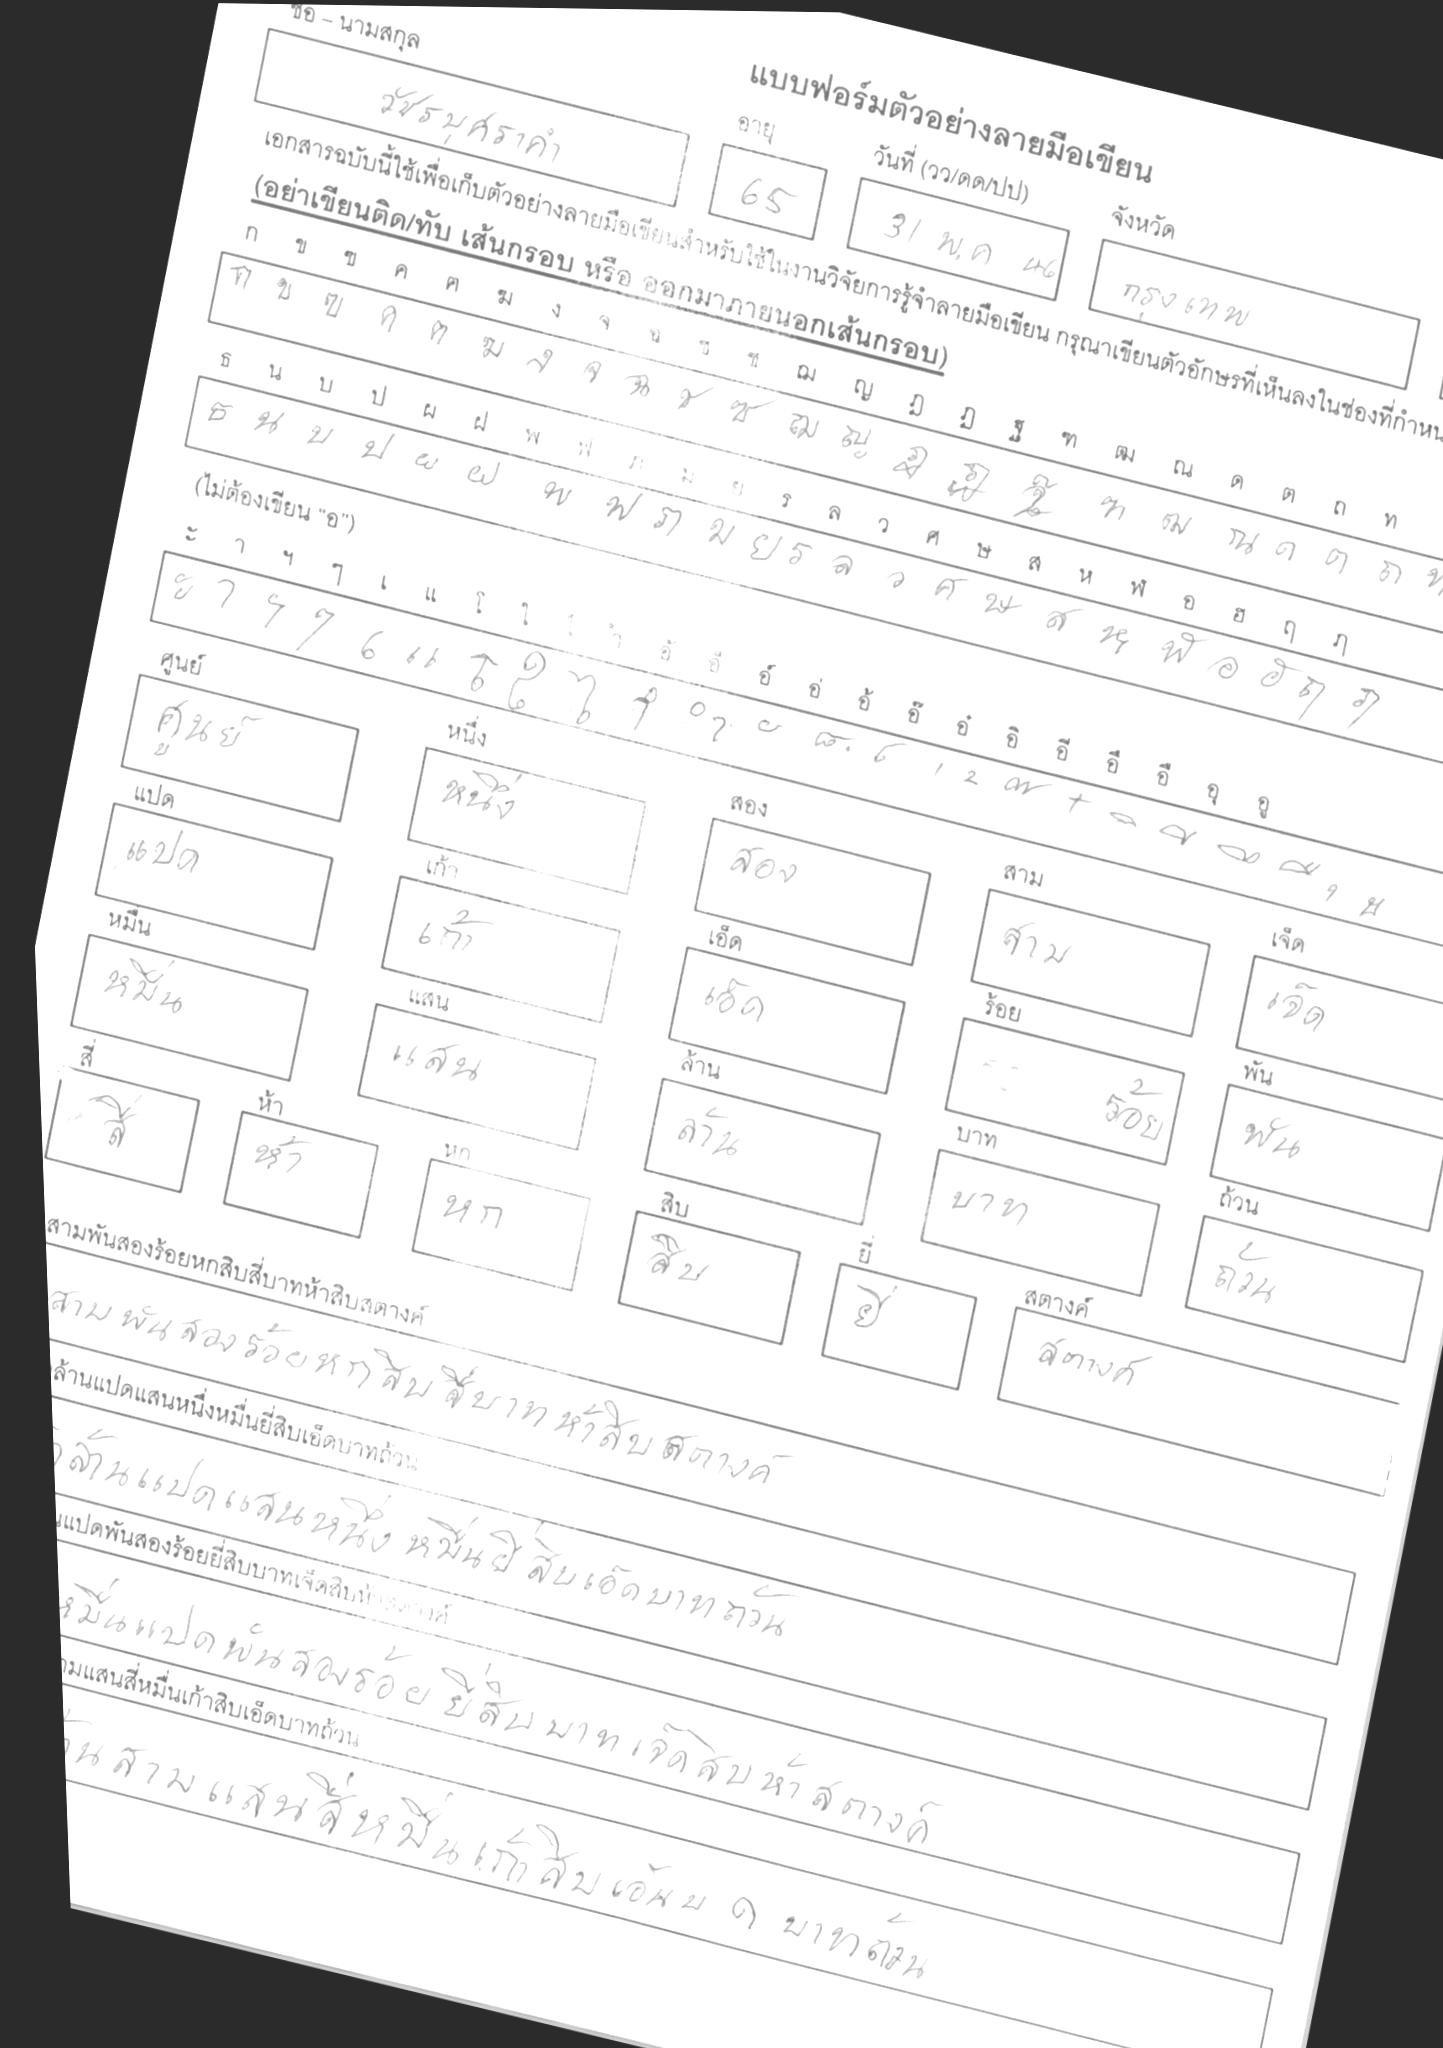 แบบฟอร์มตัวอย่างลายมือเขียน
ชื่อ – นามสกุล
วัชรบุศราคำ
อายุ
65
วันที่ (วว/ดด/ปป)
31 พ.ค 46
จังหวัด
กรุงเทพ
เอกสารฉบับนี้ใช้เพื่อเก็บตัวอย่างลายมือเขียนสำหรับใช้ในงานวิจัยการรู้จำลายมือเขียน กรุณาเขียนตัวอักษรที่เห็นลงในช่องที่กำหน
(อย่าเขียนติด/ทับ เส้นกรอบ หรือ ออกมาภายนอกเส้นกรอบ)
ก ข ฃ ค ฅ ฆ ง จ ฉ ช ซ ฌ ญ ฎ ฏ ฐ ฑ ฒ ณ ด ต ถ ท
ก ข ฃ ค ฅ ฆ ง จ ฉ ช ซ ฌ ญ ฎ ฏ ฐ ฑ ฒ ณ ด ต ถ ท
ธ น บ ป ผ ฝ พ ฟ ภ ม ย ร ล ว ศ ษ ส ห ฬ อ ฮ ฤ ฦ
ธ น บ ป ผ ฝ พ ฟ ภ ม ย ร ล ว ศ ษ ส ห ฬ อ ฮ ฤ ฦ
(ไม่ต้องเขียน "อ")
ะ า ฯ ๆ เ แ โ ใ ไ ำ อั อี อ์ อ่ อ้ อ๊ อ๋ อิ อี อึ อื อุ อู
ะ า ฯ ๆ เ แ โ ใ ไ
ศูนย์ หนึ่ง สอง สาม เจ็ด
ศูนย์ หนึ่ง สอง สาม เจ็ด
แปด เก้า เอ็ด ร้อย พัน
แปด เก้า เอ็ด ร้อย พัน
หมื่น แสน ล้าน บาท ถ้วน
หมื่น แสน ล้าน บาท ถ้วน
สี่ ห้า หก สิบ ยี่ สตางค์
สี่ ห้า หก สิบ ยี่ สตางค์
สามพันสองร้อยหกสิบสี่บาทห้าสิบสตางค์
สามพันสองร้อยหกสิบสี่บาทห้าสิบสตางค์
ล้านแปดแสนหนึ่งหมื่นยี่สิบเอ็ดบาทถ้วน
ล้านแปดแสนหนึ่งหมื่นยี่สิบเอ็ดบาทถ้วน
นแปดพันสองร้อยยี่สิบบาทเจ็ดสิบห้าสตางค์
หมื่นแปดพันสองร้อยยี่สิบบาทเจ็ดสิบห้าสตางค์
ามแสนสี่หมื่นเก้าสิบเอ็ดบาทถ้วน
านสามแสนสี่หมื่นเก้าสิบ บาทถ้วน